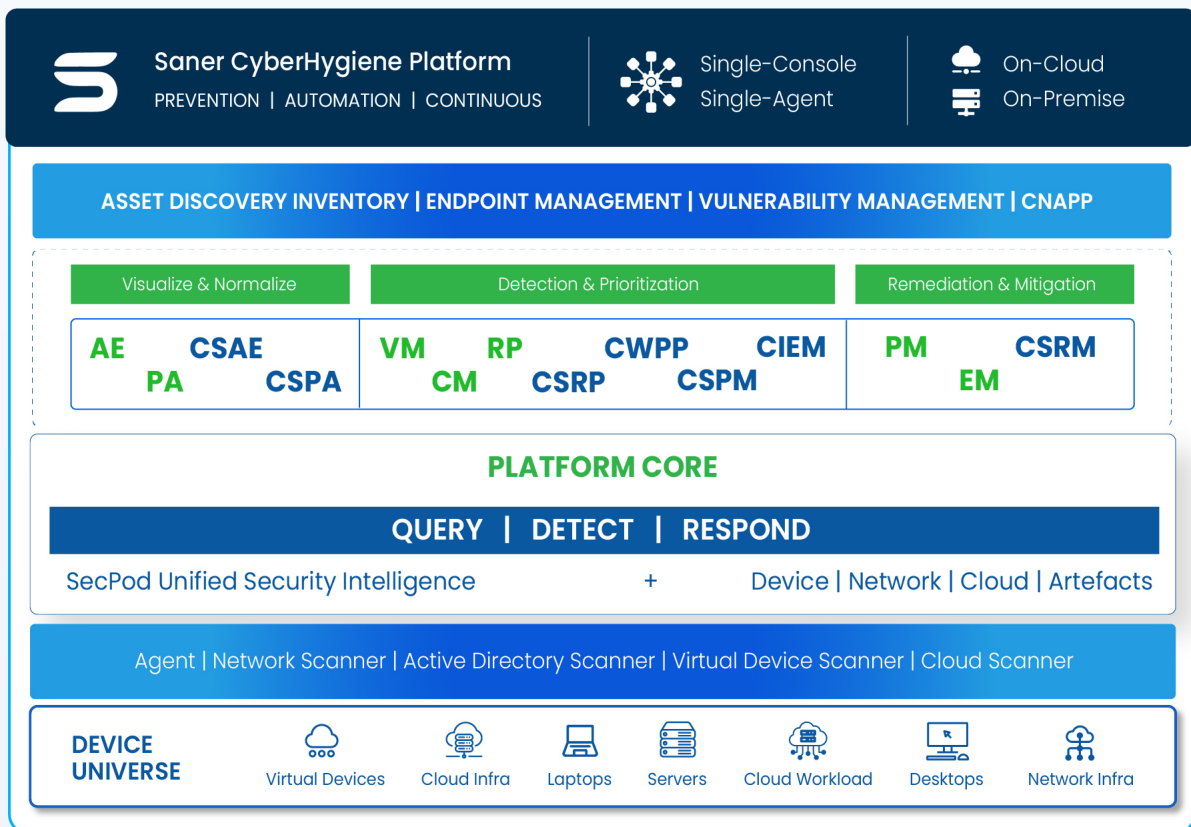 Saner CyberHygiene Platform
PREVENTION | AUTOMATION | CONTINUOUS
Single-Console
Single-Agent
On-Cloud
On-Premise
ASSET DISCOVERY INVENTORY | ENDPOINT MANAGEMENT | VULNERABILITY MANAGEMENT | CNAPP
Visualize & Normalize
Detection & Prioritization
Remediation & Mitigation
AE CSAE
PA CSPA
VM RP CWPP CIEM
CM CSRP CSPM
PM CSRM
EM
PLATFORM CORE
QUERY | DETECT | RESPOND
SecPod Unified Security Intelligence + Device | Network | Cloud | Artefacts
Agent | Network Scanner | Active Directory Scanner | Virtual Device Scanner | Cloud Scanner
DEVICE
UNIVERSE
Virtual Devices
Cloud Infra
Laptops
Servers
Cloud Workload
Desktops
Network Infra